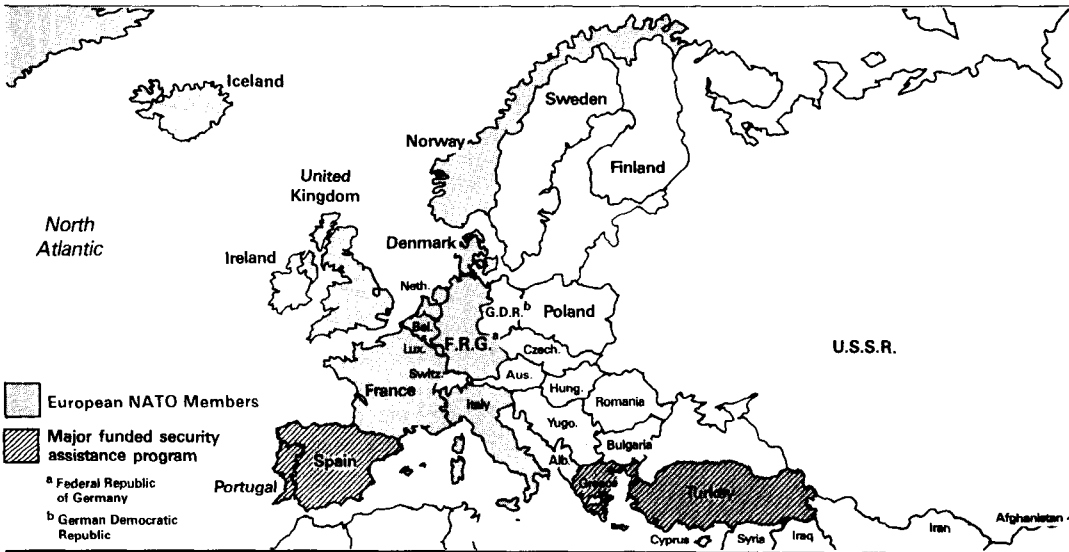 Iceland
Sweden
Norway
Finland
United
Kingdom
North
Atlantic
Denmark
Ireland
Neth.
G.D.R.b
Poland
Bel.
F.R.G.a
U.S.S.R.
Lux.
Czech.
Switz.
Aus.
France
Hung.
Italy
Romania
European NATO Members
Yugo.
Major funded security
assistance program
Bulgaria
Spain
Alb.
Portugal
Greece
Turkey
a Federal Republic
of Germany
b German Democratic
Republic
Cyprus
Syria
Iraq
Iran
Afghanistan